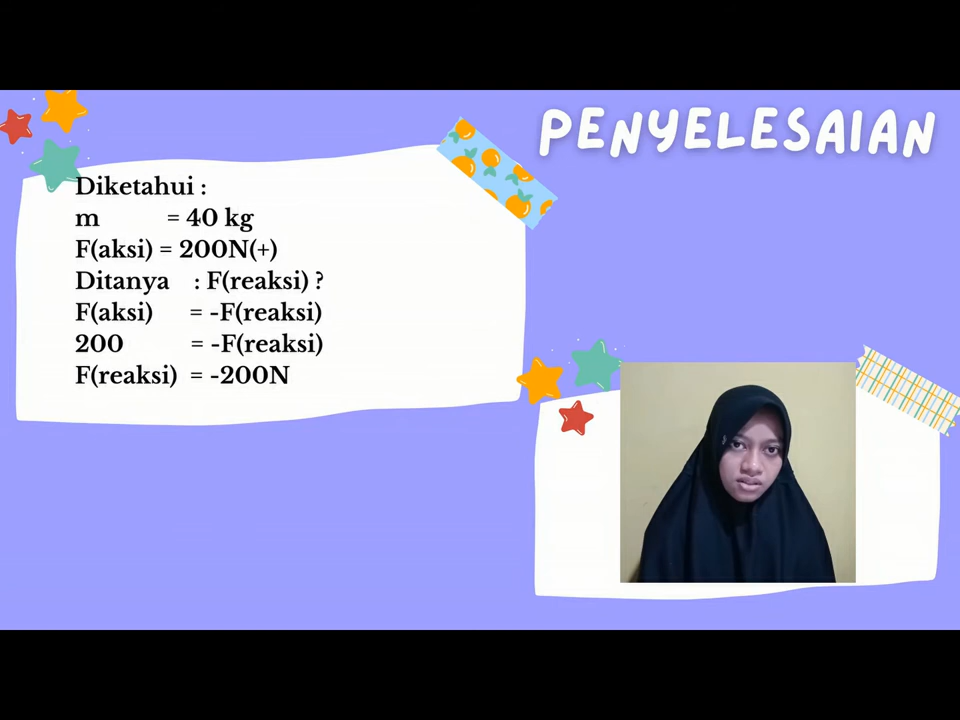 PENYELESAIAN
Diketahui :
m = 40 kg
F(aksi) = 200N(+)
Ditanya : F(reaksi) ?
F(aksi) = -F(reaksi)
200 = -F(reaksi)
F(reaksi) = -200N